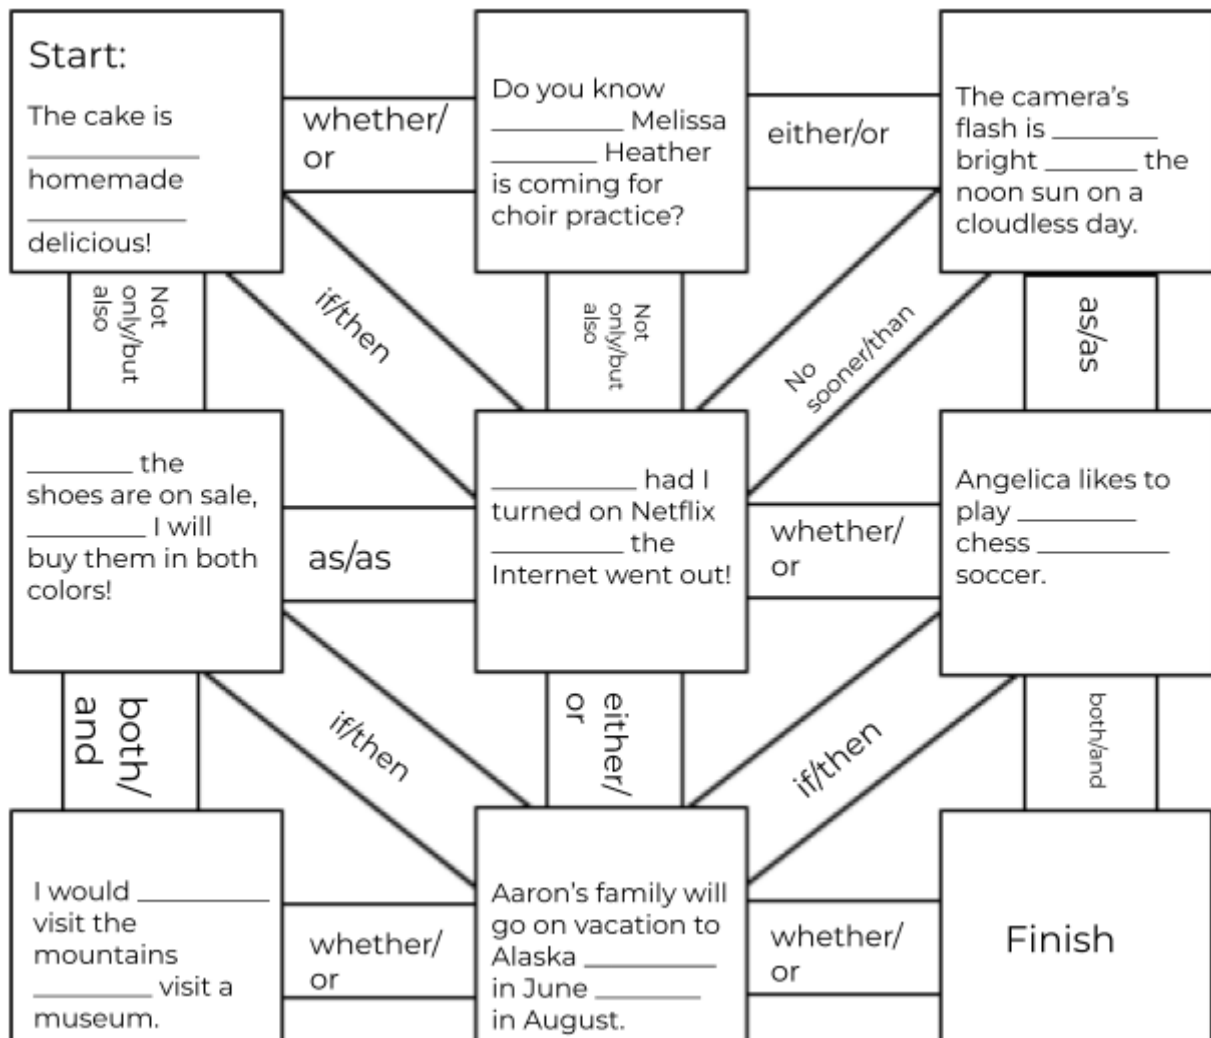 Start:
The cake is
____________
homemade
____________
delicious!
whether/
or
Do you know
__________ Melissa
________ Heather
is coming for
choir practice?
either/or
The camera's
flash is ________
bright _______ the
noon sun on a
cloudless day.
Not
only/but
also
if/then
Not
only/but
also
No
sooner/than
as/as
________ the
shoes are on sale,
_________ I will
buy them in both
colors!
as/as
___________ had I
turned on Netflix
__________ the
Internet went out!
whether/
or
Angelica likes to
play _________
chess __________
soccer.
both/
and
if/then
either/
or
if/then
both/and
I would __________
visit the
mountains
_________ visit a
museum.
whether/
or
Aaron's family will
go on vacation to
Alaska __________
in June ________
in August.
whether/
or
Finish